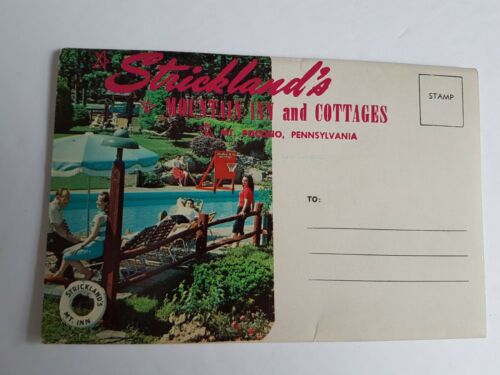 Strickland's
MOUNTAIN INN and COTTAGES
MT. POCONO, PENNSYLVANIA
STAMP
TO:
STRICKLAND'S
MT. INN